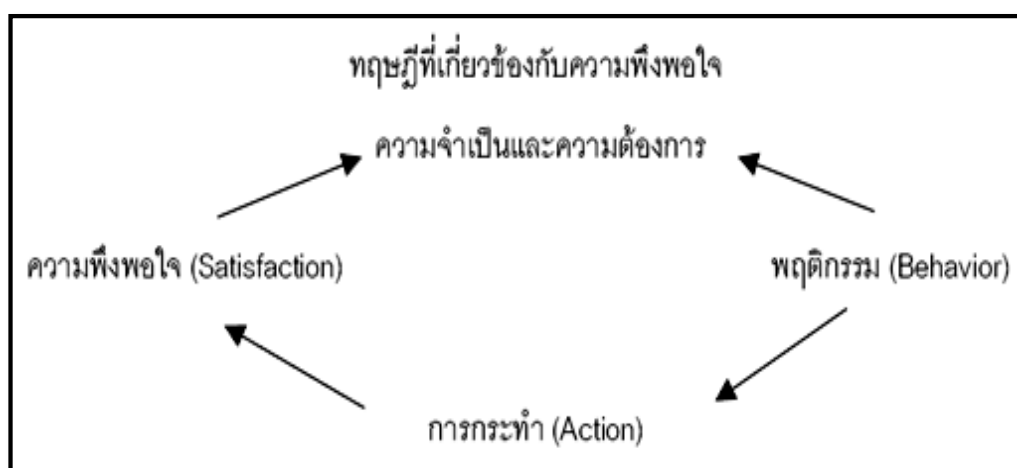 ทฤษฎีที่เกี่ยวข้องกับความพึงพอใจ
ความจำเป็นและความต้องการ
ความพึงพอใจ (Satisfaction)
พฤติกรรม (Behavior)
การกระทำ (Action)